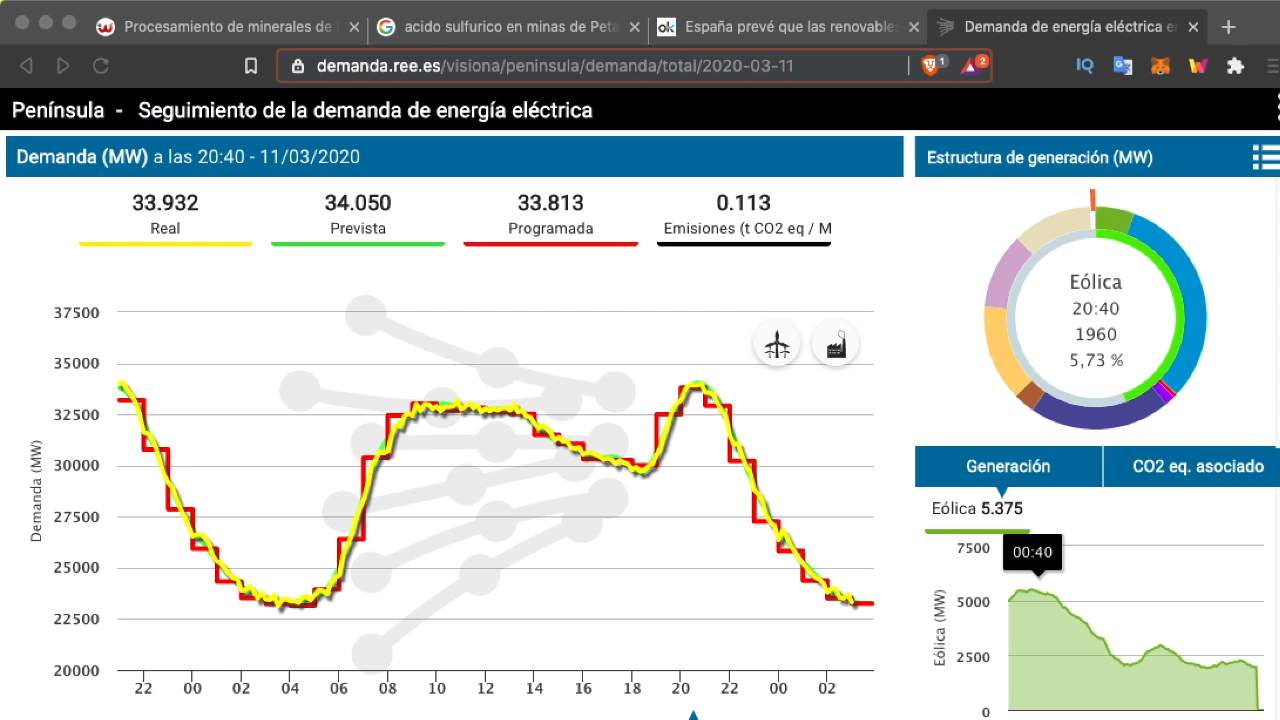 Procesamiento de minerales de
acido sulfurico en minas de Peta
ok España prevé que las renovable
Demanda de energía eléctrica e
demanda.ree.es/visiona/peninsula/demanda/total/2020-03-11
1
2
IQ
Península - Seguimiento de la demanda de energía eléctrica
Demanda (MW) a las 20:40 - 11/03/2020
33.932 34.050 33.813 0.113
Real Prevista Programada Emisiones (t CO2 eq / M
37500
35000
32500
30000
27500
25000
22500
20000
Demanda (MW)
22 00 02 04 06 08 10 12 14 16 18 20 22 00 02
Estructura de generación (MW)
Eólica
20:40
1960
5,73 %
Generación CO2 eq. asociado
Eólica 5.375
00:40
7500
5000
2500
0
Eólica (MW)